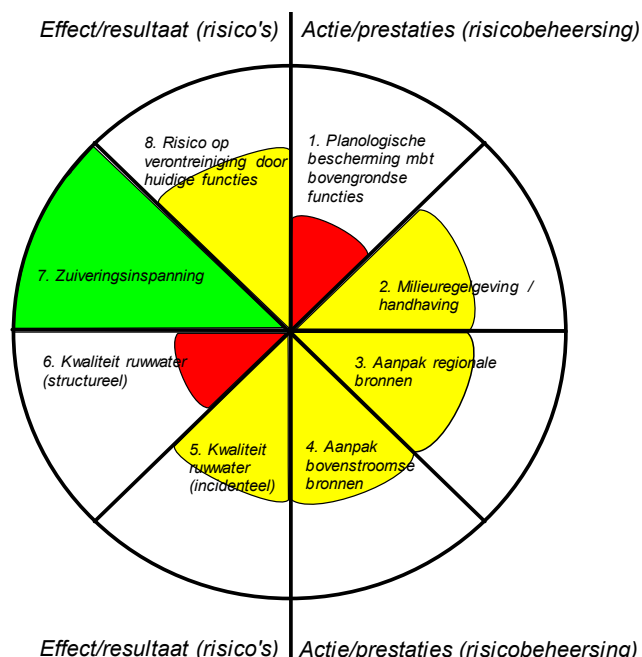 Effect/resultaat (risico's)
Actie/prestaties (risicobeheersing)
8. Risico op
verontreiniging door
huidige functies
1. Planologische
bescherming mbt
bovengrondse
functies
7. Zuiveringsinspanning
2. Milieuregelgeving /
handhaving
6. Kwaliteit ruwwater
(structureel)
3. Aanpak regionale
bronnen
5. Kwaliteit
ruwwater
(incidenteel)
4. Aanpak
bovenstroomse
bronnen
Effect/resultaat (risico's)
Actie/prestaties (risicobeheersing)